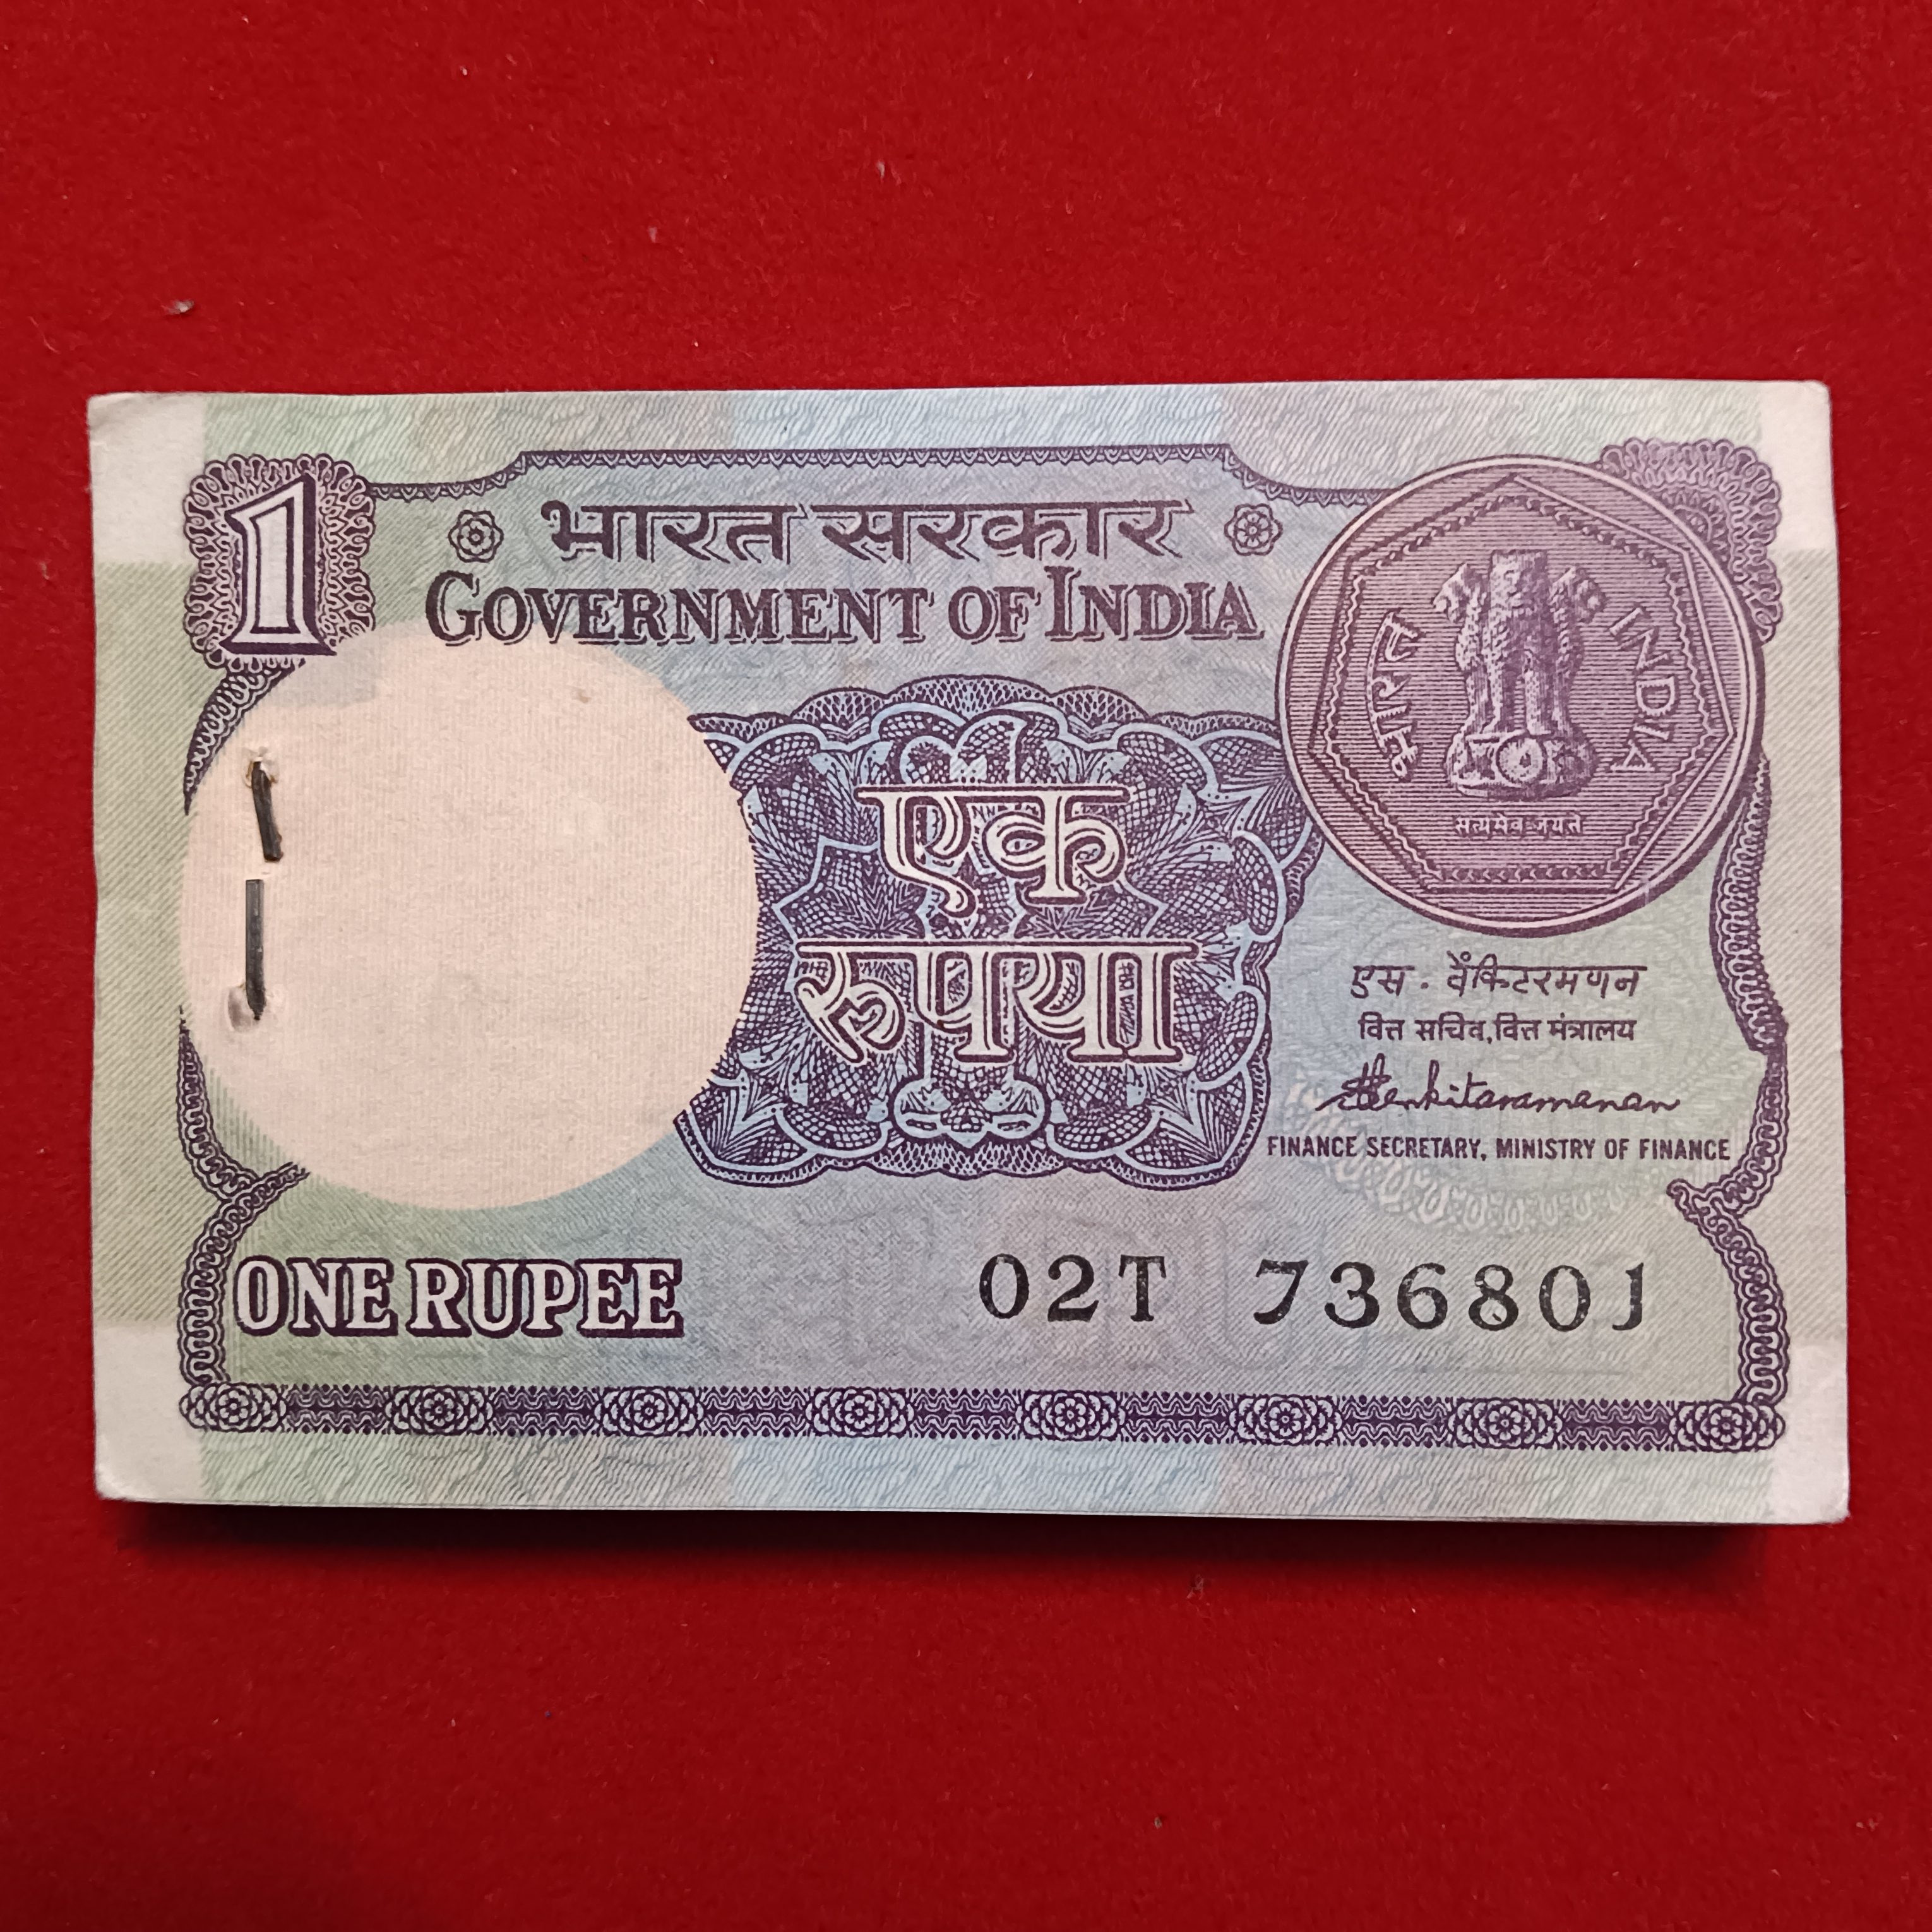 1
भारत सरकार
GOVERNMENT OF INDIA
भारत
INDIA
सत्यमेव जयते
एक
रुपया
एस. वेंकिटरमणन
वित्त सचिव, वित्त मंत्रालय
S Venkitaramanan
FINANCE SECRETARY, MINISTRY OF FINANCE
ONE RUPEE
02T 736801